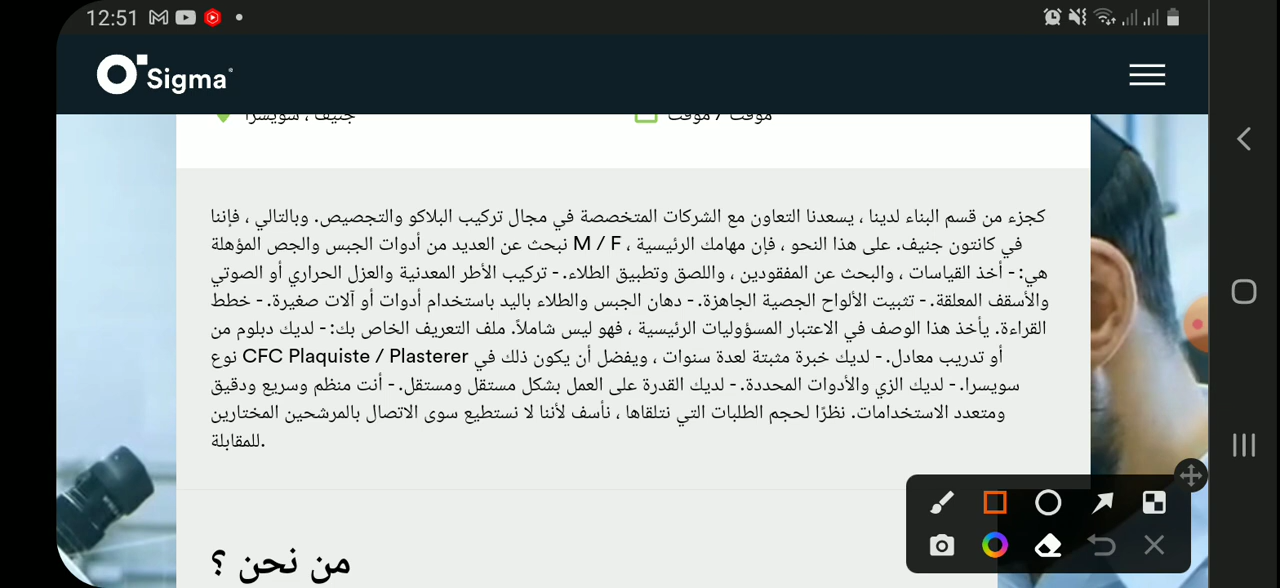 12:51
Sigma
جنيف ، سويسرا
موقت / موقت
كجزء من قسم البناء لدينا ، يسعدنا التعاون مع الشركات المتخصصة في مجال تركيب البلاكو والتجصيص. وبالتالي ، فإننا
نبحث عن العديد من أدوات الجبس والجص المؤهلة M / F ، في كانتون جنيف. على هذا النحو ، فإن مهامك الرئيسية
هي: - أخذ القياسات ، والبحث عن المفقودين ، واللصق وتطبيق الطلاء. - تركيب الأطر المعدنية والعزل الحراري أو الصوتي
والأسقف المعلقة. - تثبيت الألواح الجصية الجاهزة. - دهان الجبس والطلاء باليد باستخدام أدوات أو آلات صغيرة. - خطط
القراءة. يأخذ هذا الوصف في الاعتبار المسؤوليات الرئيسية ، فهو ليس شاملاً. ملف التعريف الخاص بك: - لديك دبلوم من
نوع CFC Plaquiste / Plasterer أو تدريب معادل. - لديك خبرة مثبتة لعدة سنوات ، ويفضل أن يكون ذلك في
سويسرا. - لديك الزي والأدوات المحددة. - لديك القدرة على العمل بشكل مستقل ومستقل. - أنت منظم وسريع ودقيق
ومتعدد الاستخدامات. نظرًا لحجم الطلبات التي نتلقاها ، نأسف لأننا لا نستطيع سوى الاتصال بالمرشحين المختارين
للمقابلة.
من نحن ؟